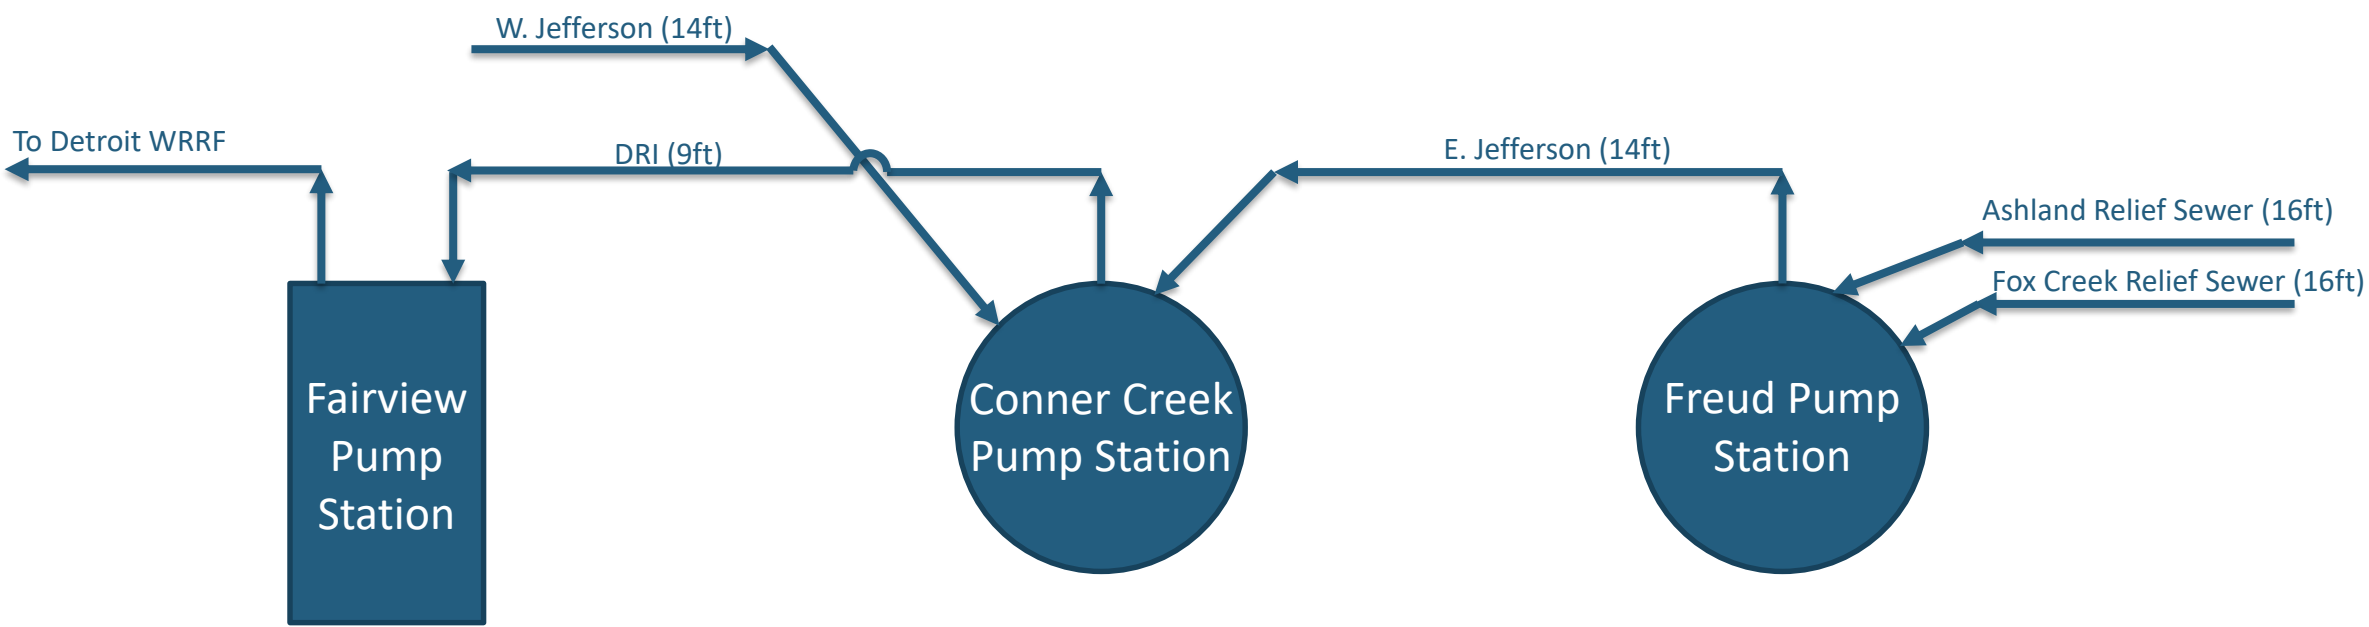 W. Jefferson (14ft)
To Detroit WRRF
DRI (9ft)
E. Jefferson (14ft)
Ashland Relief Sewer (16ft)
Fox Creek Relief Sewer (16ft)
Fairview
Pump
Station
Conner Creek
Pump Station
Freud Pump
Station